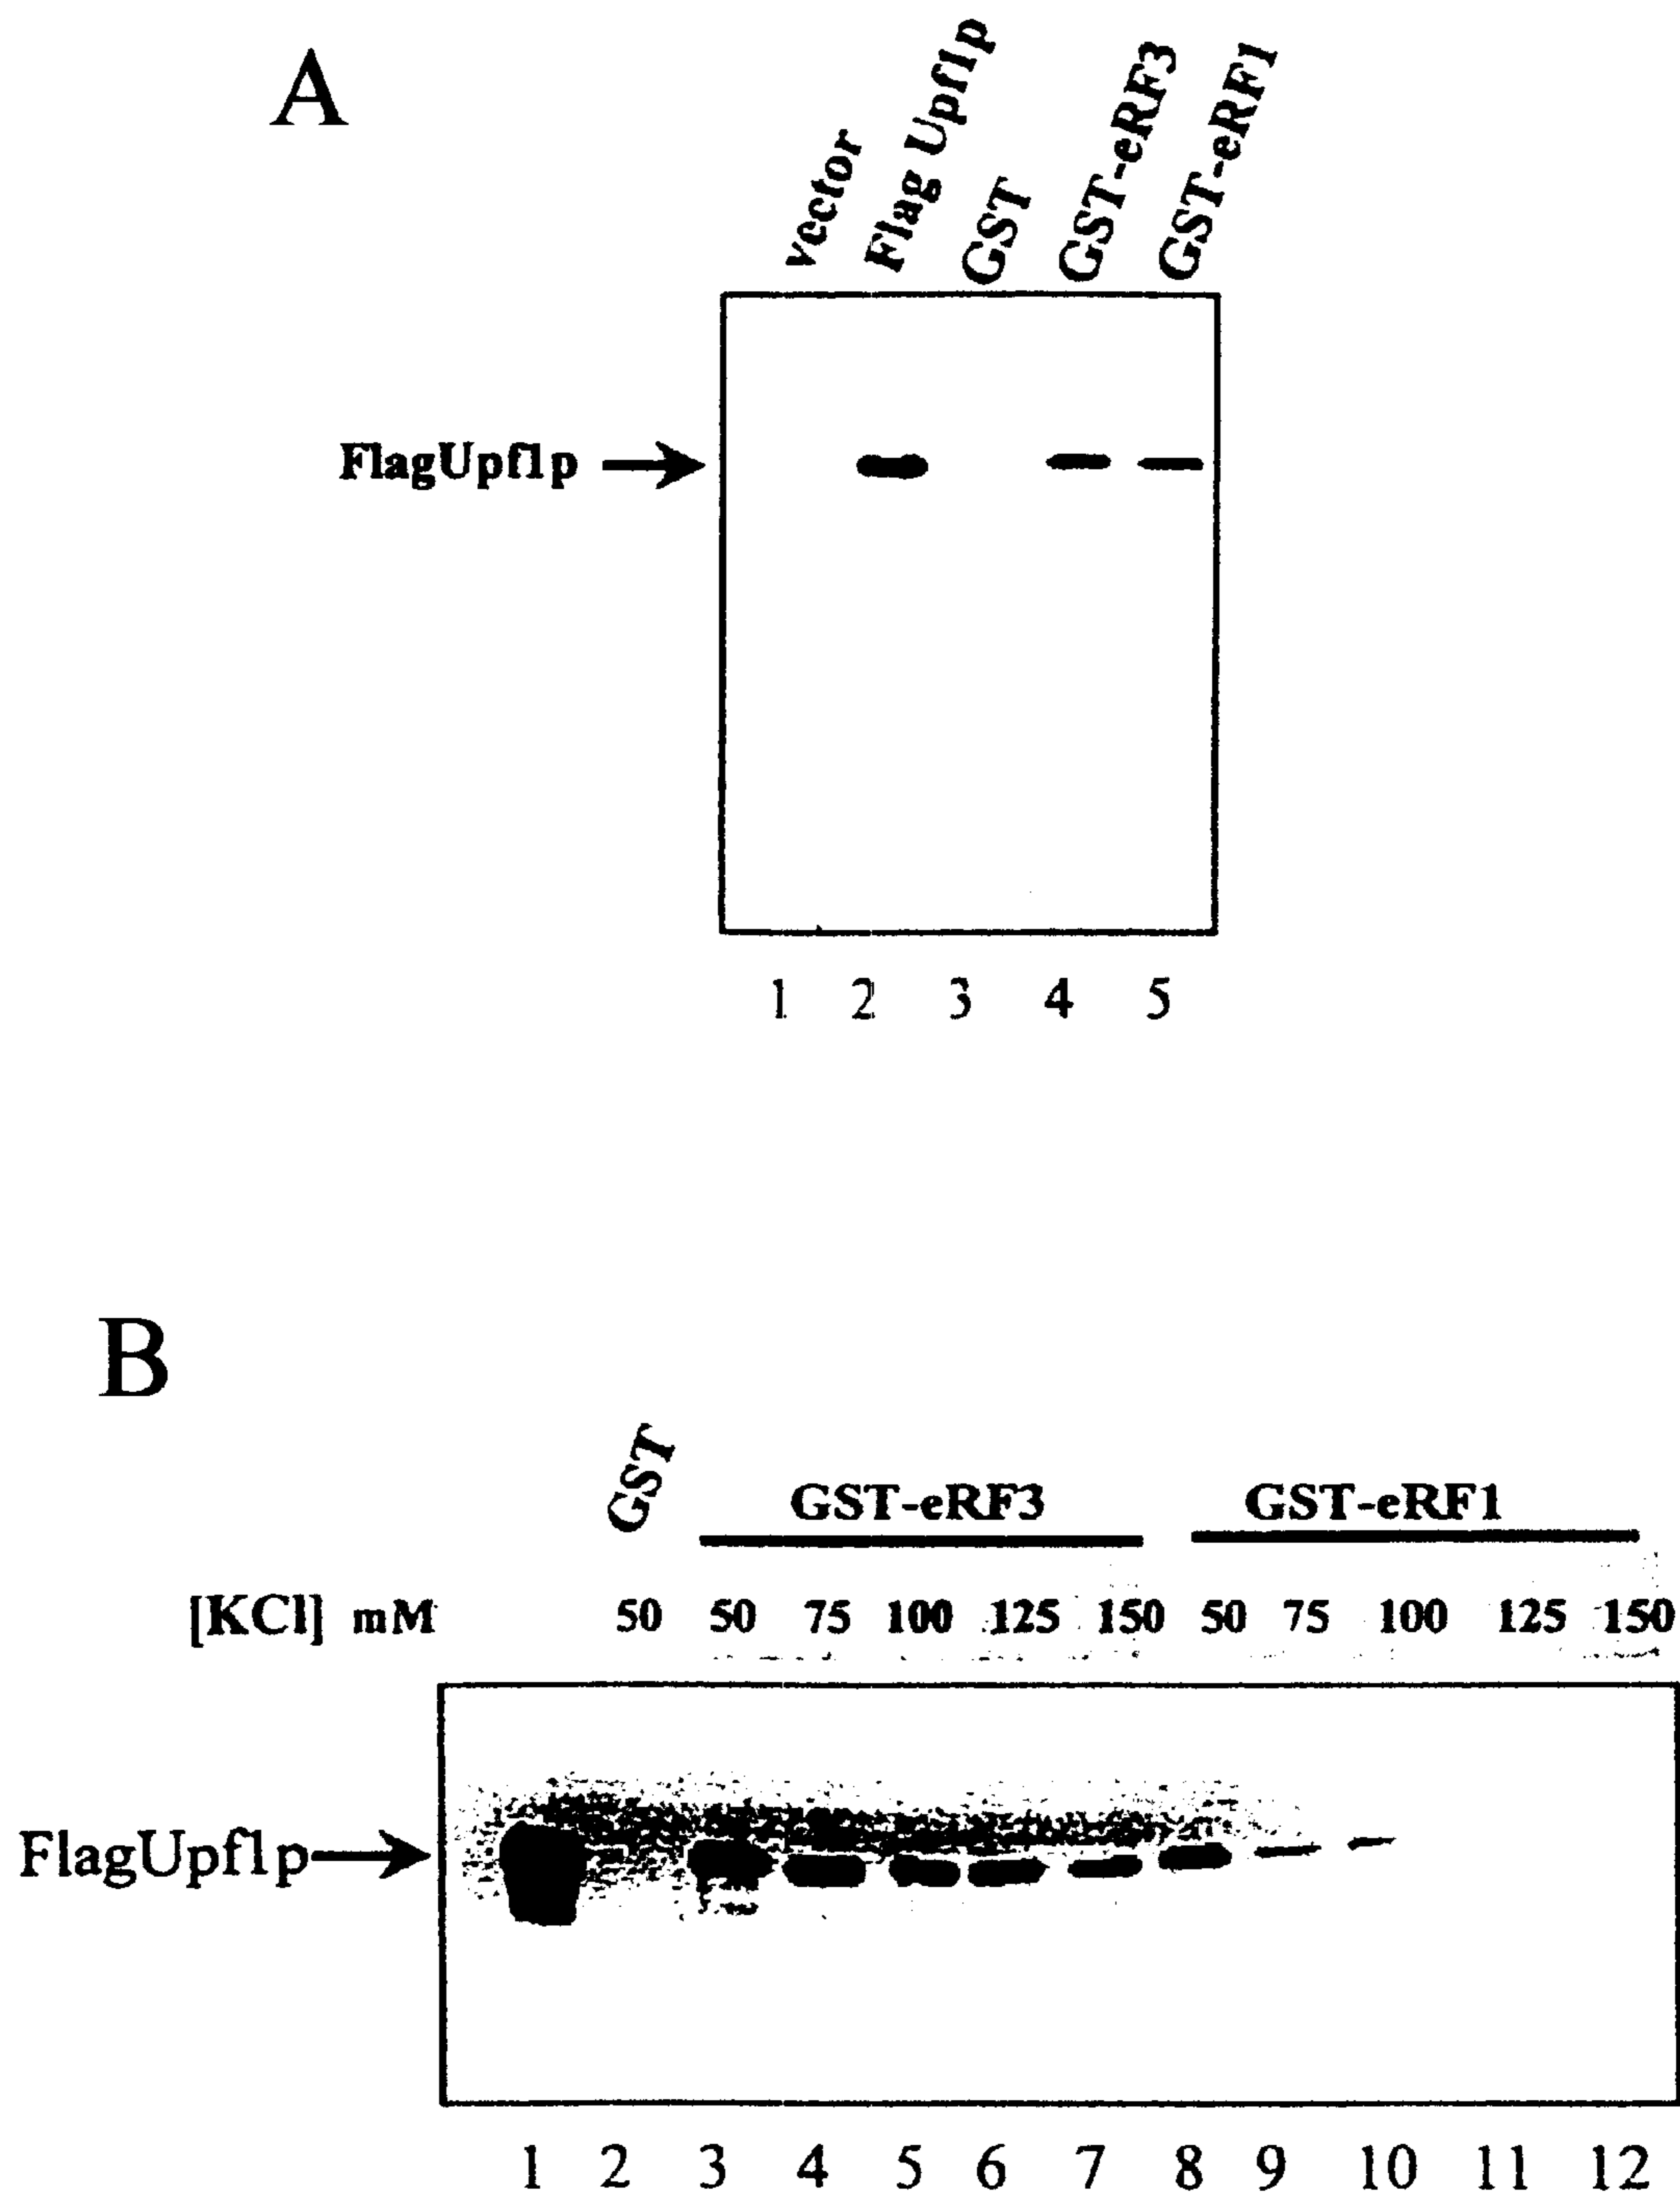 A
vector
Flag Upf1p
GST
GST-eRF3
GST-eRF1
FlagUpf1p
1 2 3 4 5
B
GST
GST-eRF3
GST-eRF1
[KCl] mM 50 50 75 100 125 150 50 75 100 125 150
FlagUpf1p
1 2 3 4 5 6 7 8 9 10 11 12